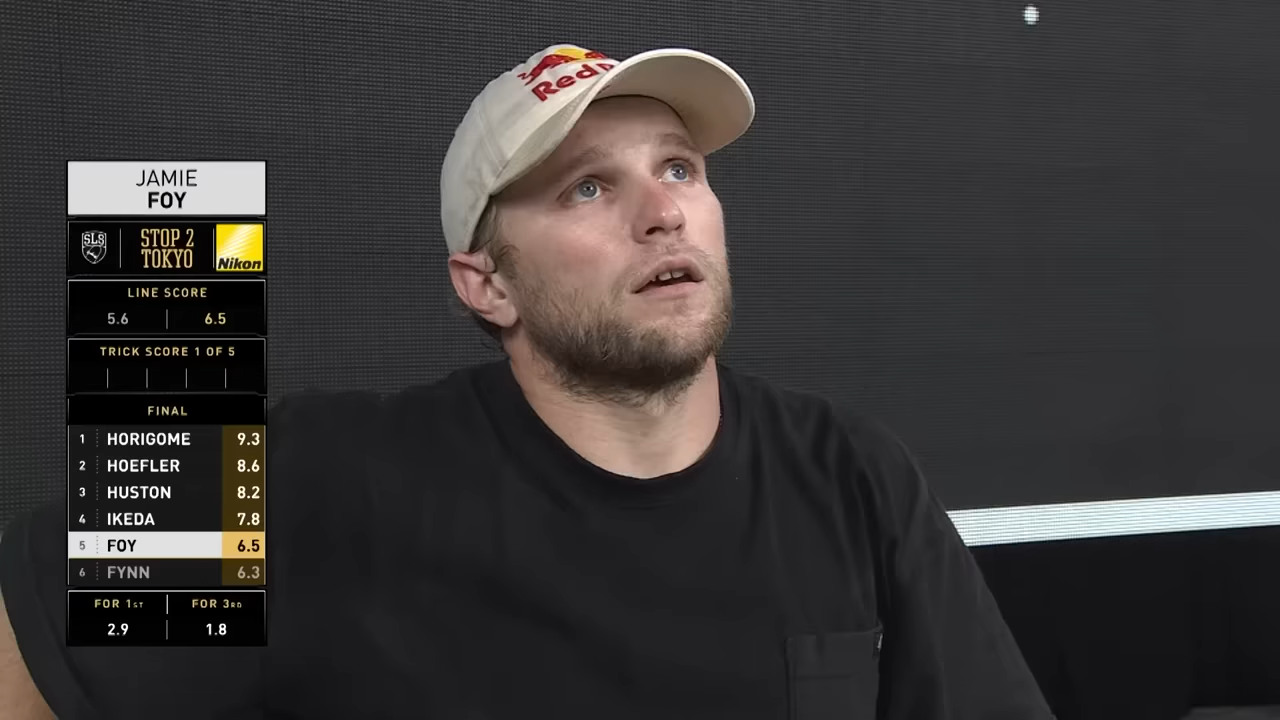 RedB
JAMIE
FOY
SLS
STOP 2
TOKYO
Nikon
LINE SCORE
5.6 6.5
TRICK SCORE 1 OF 5
FINAL
1 HORIGOME 9.3
2 HOEFLER 8.6
3 HUSTON 8.2
4 IKEDA 7.8
5 FOY 6.5
6 FYNN 6.3
FOR 1ST FOR 3RD
2.9 1.8